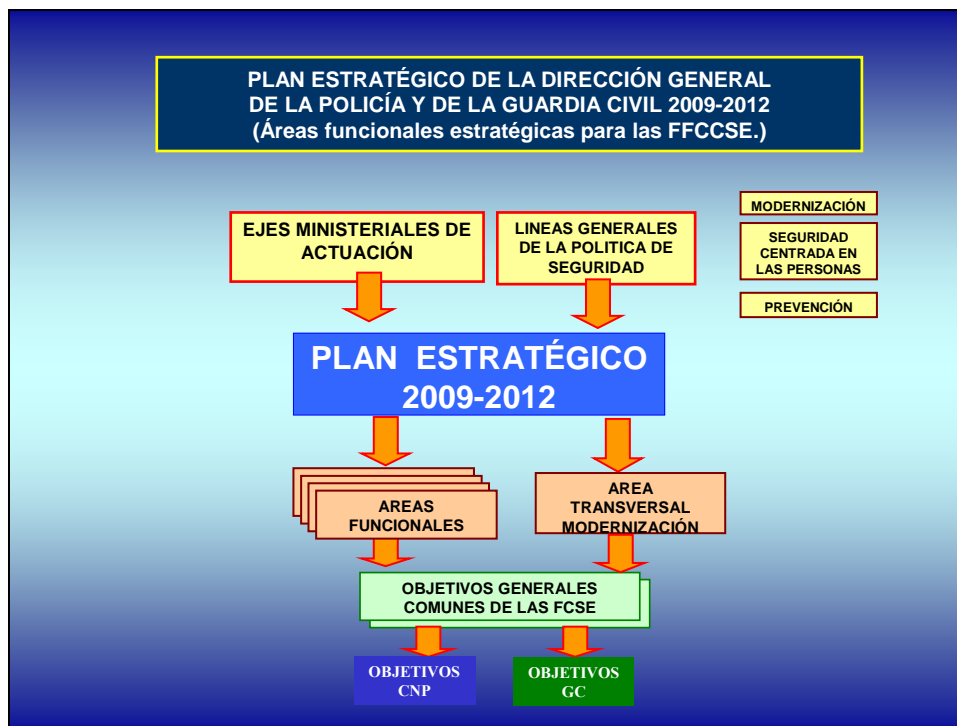 PLAN ESTRATÉGICO DE LA DIRECCIÓN GENERAL
DE LA POLICÍA Y DE LA GUARDIA CIVIL 2009-2012
(Áreas funcionales estratégicas para las FFCCSE.)
EJES MINISTERIALES DE
ACTUACIÓN
LINEAS GENERALES
DE LA POLITICA DE
SEGURIDAD
MODERNIZACIÓN
SEGURIDAD
CENTRADA EN
LAS PERSONAS
PREVENCIÓN
PLAN ESTRATÉGICO
2009-2012
AREAS
FUNCIONALES
AREA
TRANSVERSAL
MODERNIZACIÓN
OBJETIVOS GENERALES
COMUNES DE LAS FCSE
OBJETIVOS
CNP
OBJETIVOS
GC